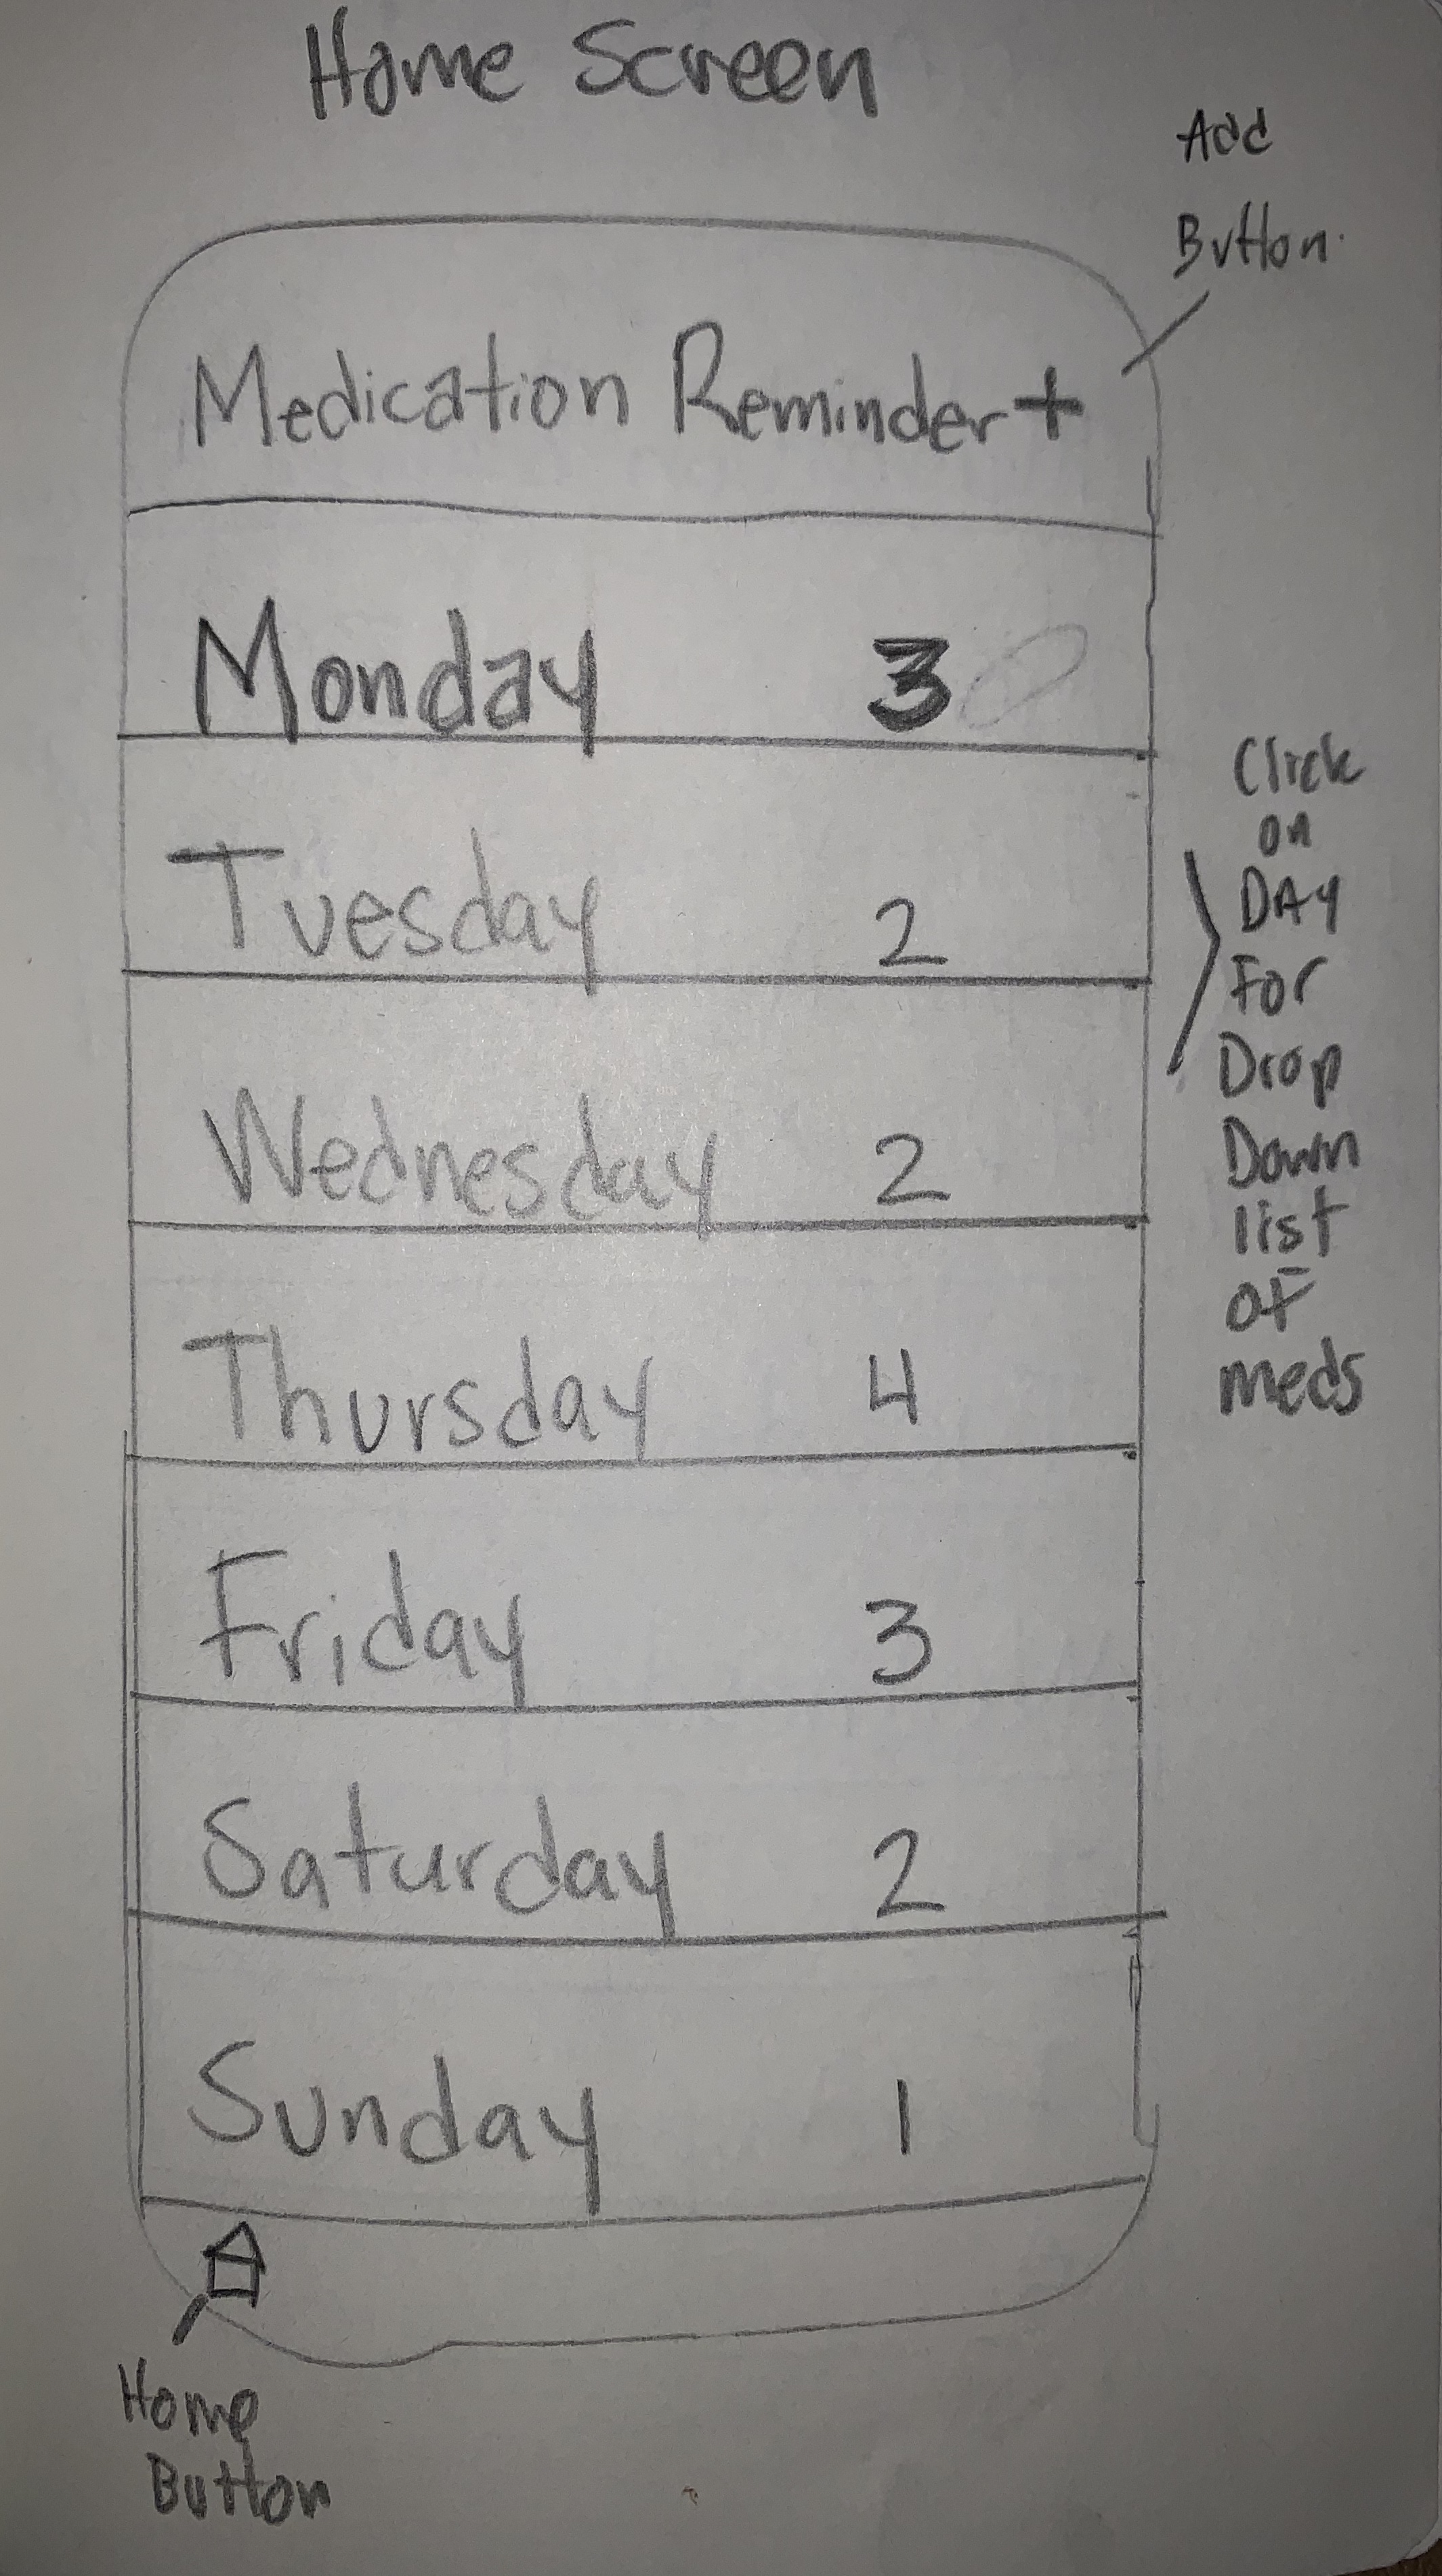 Home Screen
Add
Button.
Medication Reminder +
Monday 3
Tuesday 2
Wednesday 2
Thursday 4
Friday 3
Saturday 2
Sunday 1
Click
on
DAY
For
Drop
Down
list
of
meds
Home
Button